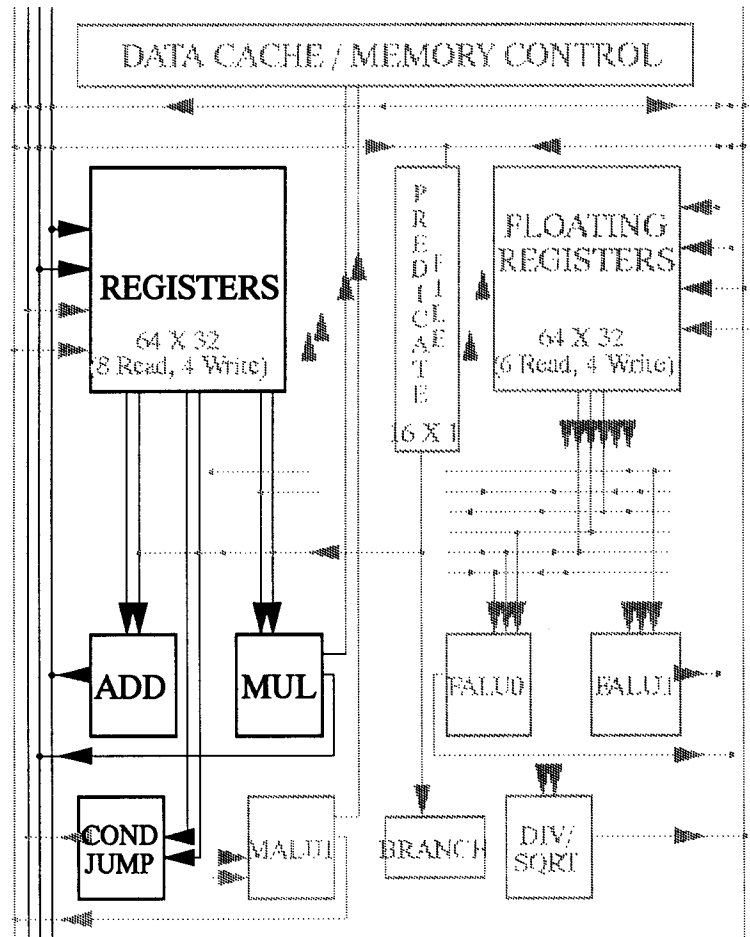 DATA CACHE / MEMORY CONTROL
REGISTERS
64 X 32
(8 Read, 4 Write)
PREDICATE
FILE
16 X 1
FLOATING
REGISTERS
64 X 32
(6 Read, 4 Write)
ADD
MUL
FALU0
FALU1
COND
JUMP
MALU1
BRANCH
DIV/
SQRT